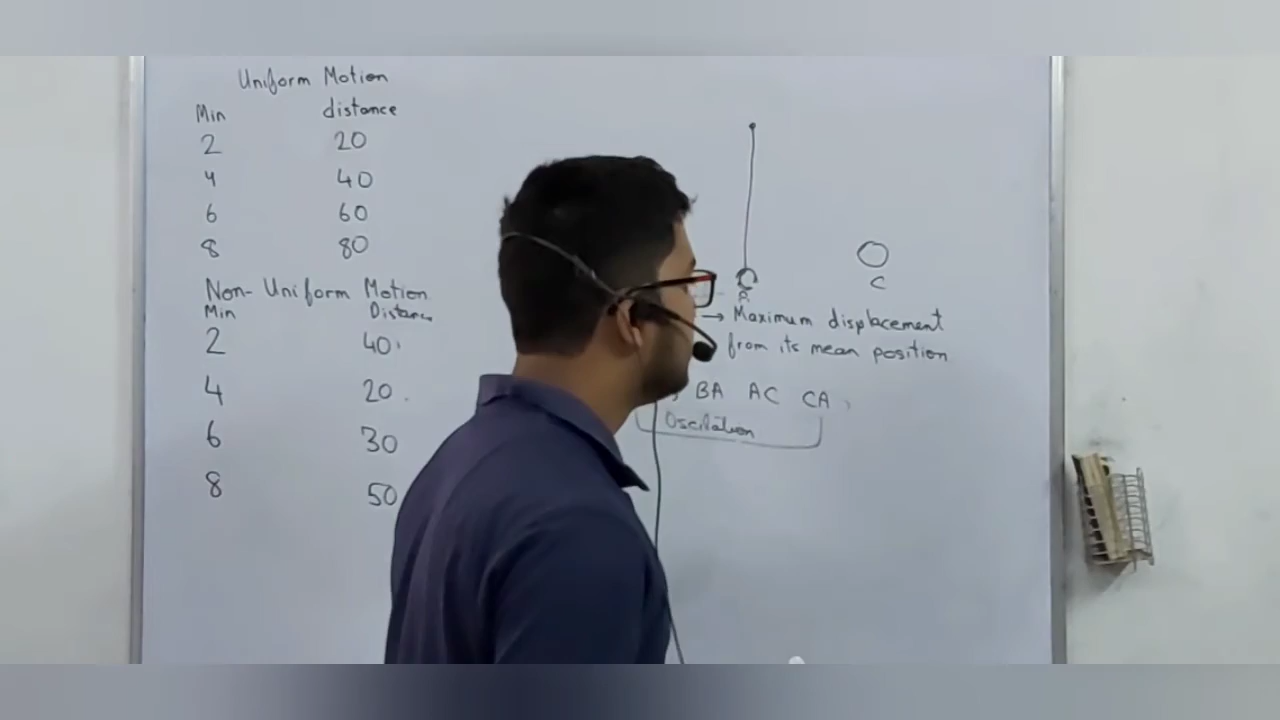 Uniform Motion
Min distance
2 20
4 40
6 60
8 80
Non-Uniform Motion
Min Distance
2 40
4 20
6 30
8 50
A
C
→ Maximum displacement
from its mean position
BA AC CA
Oscilation